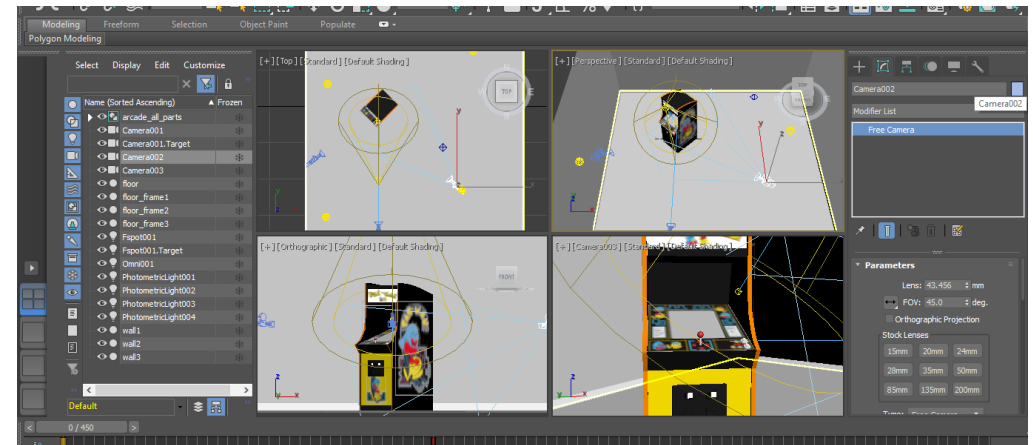 Modeling Freeform Selection Object Paint Populate
Polygon Modeling
Select Display Edit Customize
Name (Sorted Ascending) ▲ Frozen
arcade_all_parts
Camera001
Camera001.Target
Camera002
Camera003
floor
floor_frame1
floor_frame2
floor_frame3
Fspot001
Fspot001.Target
Omni001
PhotometricLight001
PhotometricLight002
PhotometricLight003
PhotometricLight004
wall1
wall2
wall3
Default
< 0 / 450 >
[+] [Top] [Standard] [Default Shading]
TOP
y
x
[+] [Perspective] [Standard] [Default Shading]
TOP
y
z
[+] [Orthographic] [Standard] [Default Shading]
FRONT
z
x
[+] [Camera003] [Standard] [Default Shading]
z
Camera002
Camera002
Modifier List
Free Camera
Parameters
Lens: 43.456 mm
FOV: 45.0 deg.
Orthographic Projection
Stock Lenses
15mm 20mm 24mm
28mm 35mm 50mm
85mm 135mm 200mm
Type: Free Camera